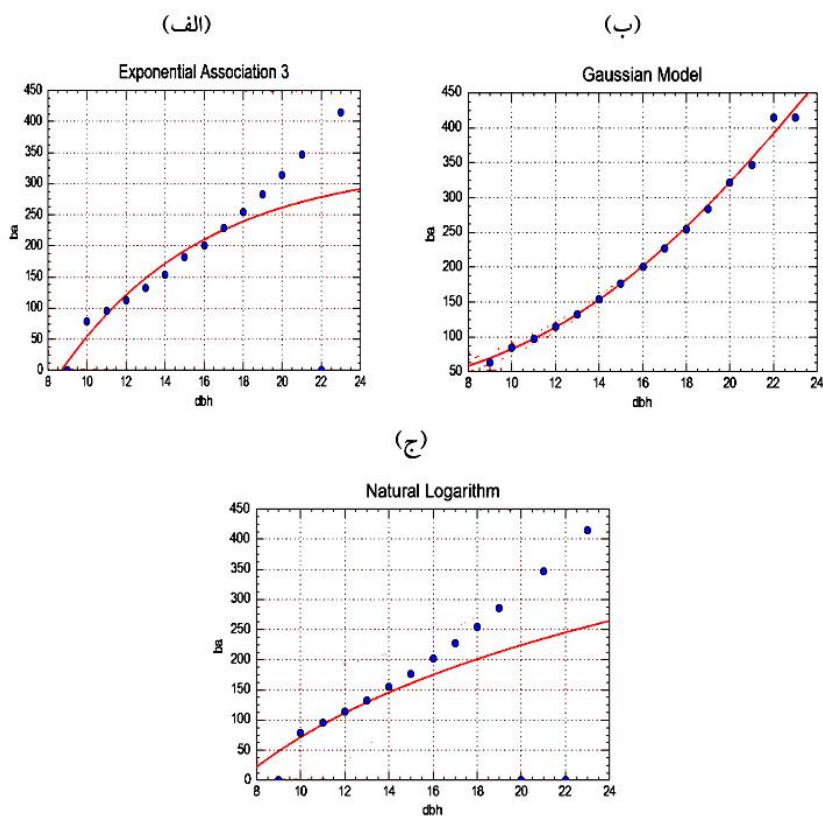 (الف)
Exponential Association 3
450
400
350
300
250
200
150
100
50
0
ba
8 10 12 14 16 18 20 22 24
dbh
(ب)
Gaussian Model
450
400
350
300
250
200
150
100
50
ba
8 10 12 14 16 18 20 22 24
dbh
(ج)
Natural Logarithm
450
400
350
300
250
200
150
100
50
0
ba
8 10 12 14 16 18 20 22 24
dbh